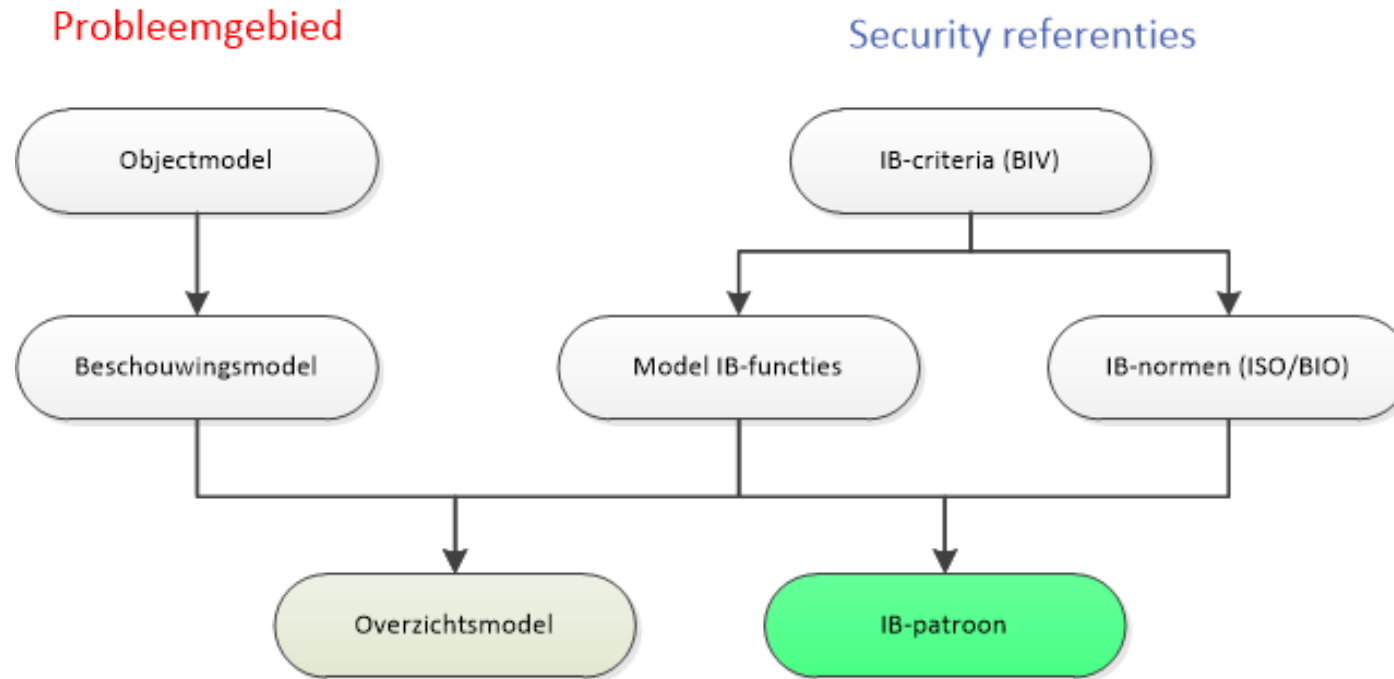 Probleemgebied
Security referenties
Objectmodel
IB-criteria (BIV)
Beschouwingsmodel
Model IB-functies
IB-normen (ISO/BIO)
Overzichtsmodel
IB-patroon